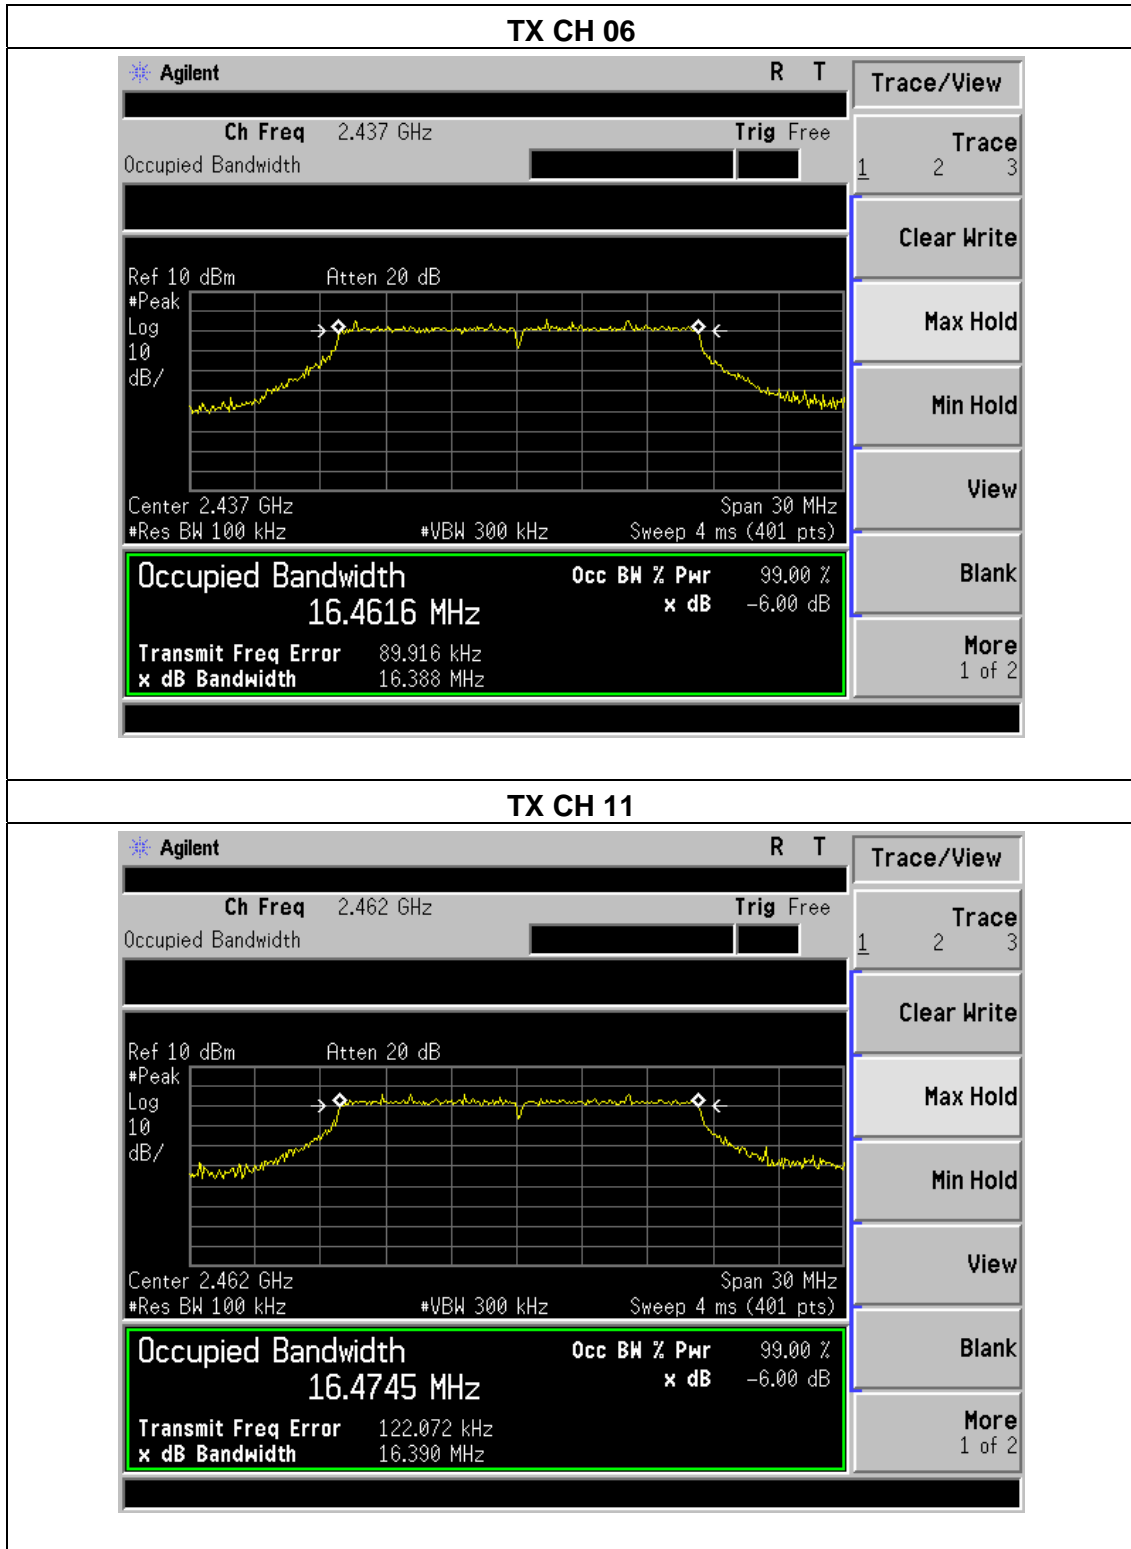 TX CH 06
Agilent R T
Trace/View
Ch Freq 2.437 GHz Trig Free
Occupied Bandwidth
Trace
1 2 3
Clear Write
Ref 10 dBm Atten 20 dB
#Peak
Log
10
dB/
Max Hold
Min Hold
View
Center 2.437 GHz Span 30 MHz
#Res BW 100 kHz #VBW 300 kHz Sweep 4 ms (401 pts)
Occupied Bandwidth Occ BW % Pwr 99.00 %
16.4616 MHz x dB -6.00 dB
Blank
Transmit Freq Error 89.916 kHz
x dB Bandwidth 16.388 MHz
More
1 of 2
TX CH 11
Agilent R T
Trace/View
Ch Freq 2.462 GHz Trig Free
Occupied Bandwidth
Trace
1 2 3
Clear Write
Ref 10 dBm Atten 20 dB
#Peak
Log
10
dB/
Max Hold
Min Hold
View
Center 2.462 GHz Span 30 MHz
#Res BW 100 kHz #VBW 300 kHz Sweep 4 ms (401 pts)
Occupied Bandwidth Occ BW % Pwr 99.00 %
16.4745 MHz x dB -6.00 dB
Blank
Transmit Freq Error 122.072 kHz
x dB Bandwidth 16.390 MHz
More
1 of 2